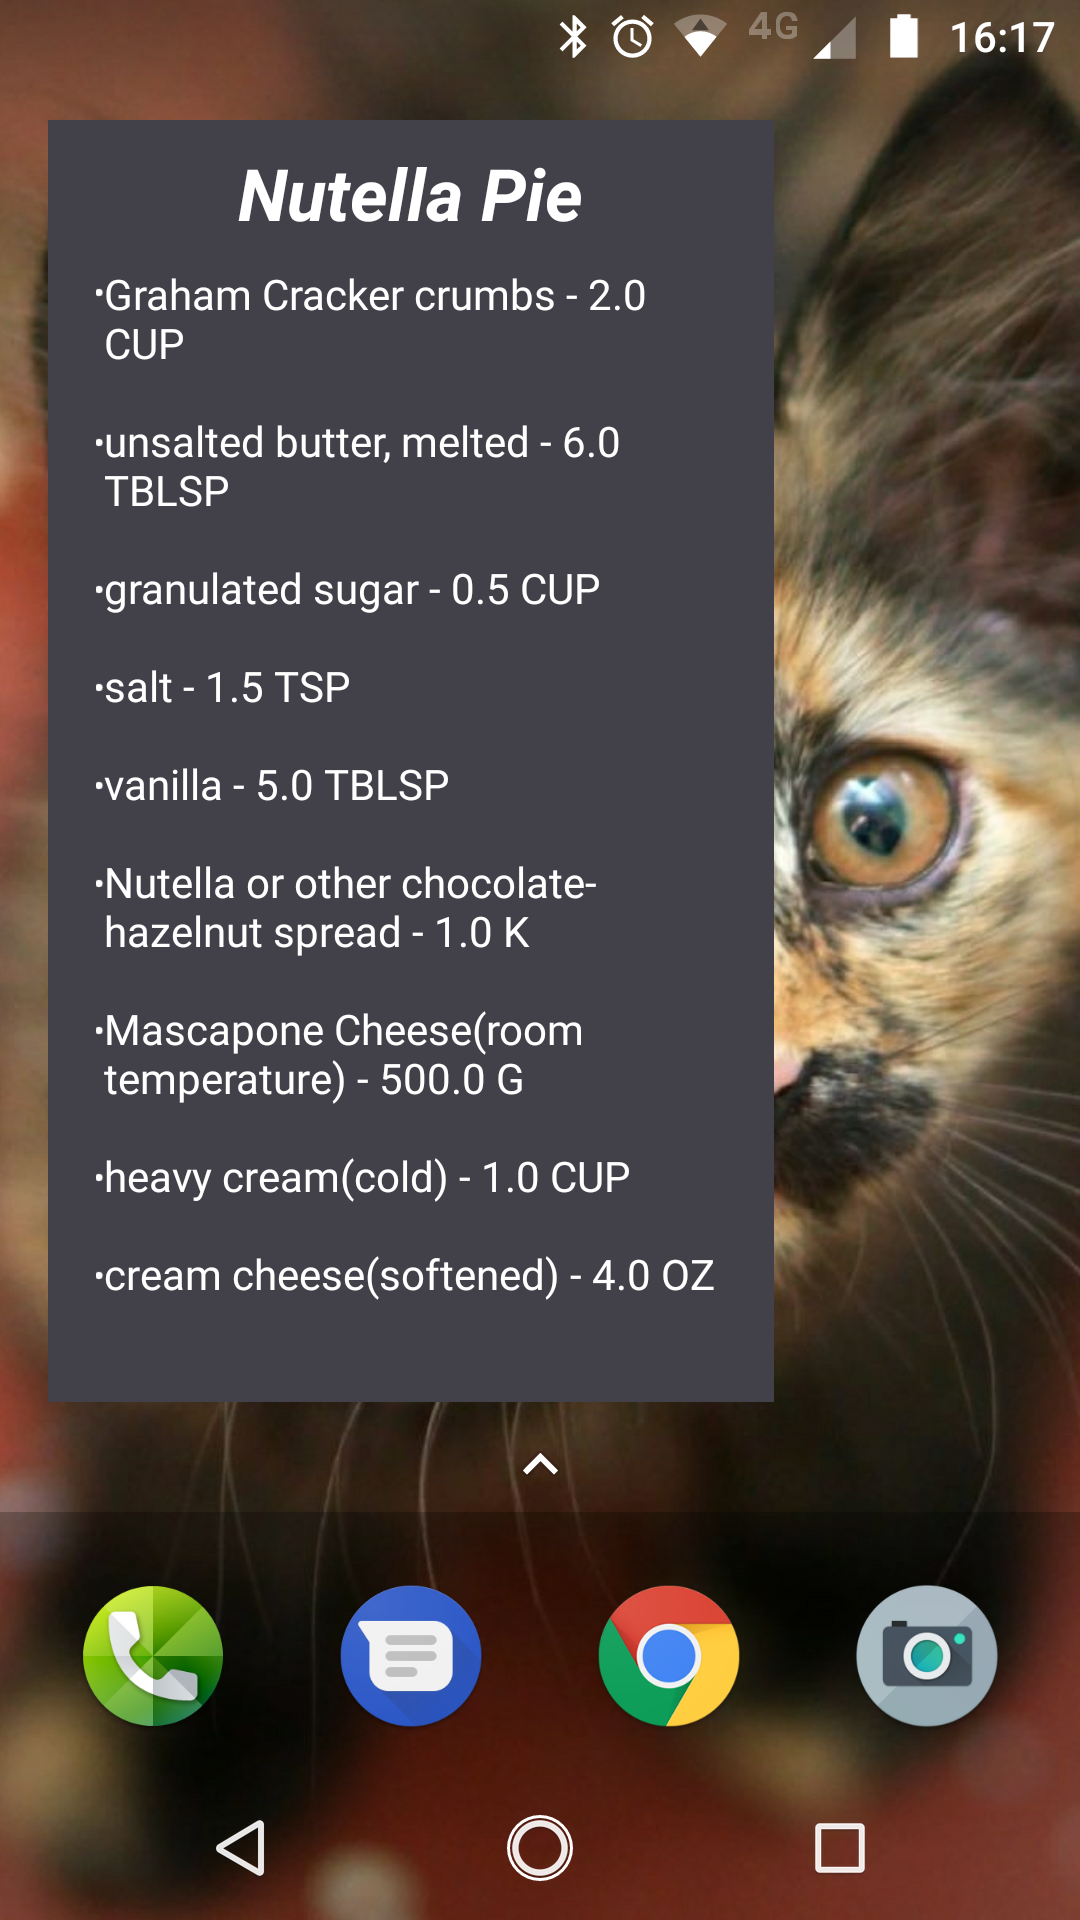 4G 16:17
Nutella Pie
•Graham Cracker crumbs - 2.0
CUP
•unsalted butter, melted - 6.0
TBLSP
•granulated sugar - 0.5 CUP
•salt - 1.5 TSP
•vanilla - 5.0 TBLSP
•Nutella or other chocolate-
hazelnut spread - 1.0 K
•Mascapone Cheese(room
temperature) - 500.0 G
•heavy cream(cold) - 1.0 CUP
•cream cheese(softened) - 4.0 OZ